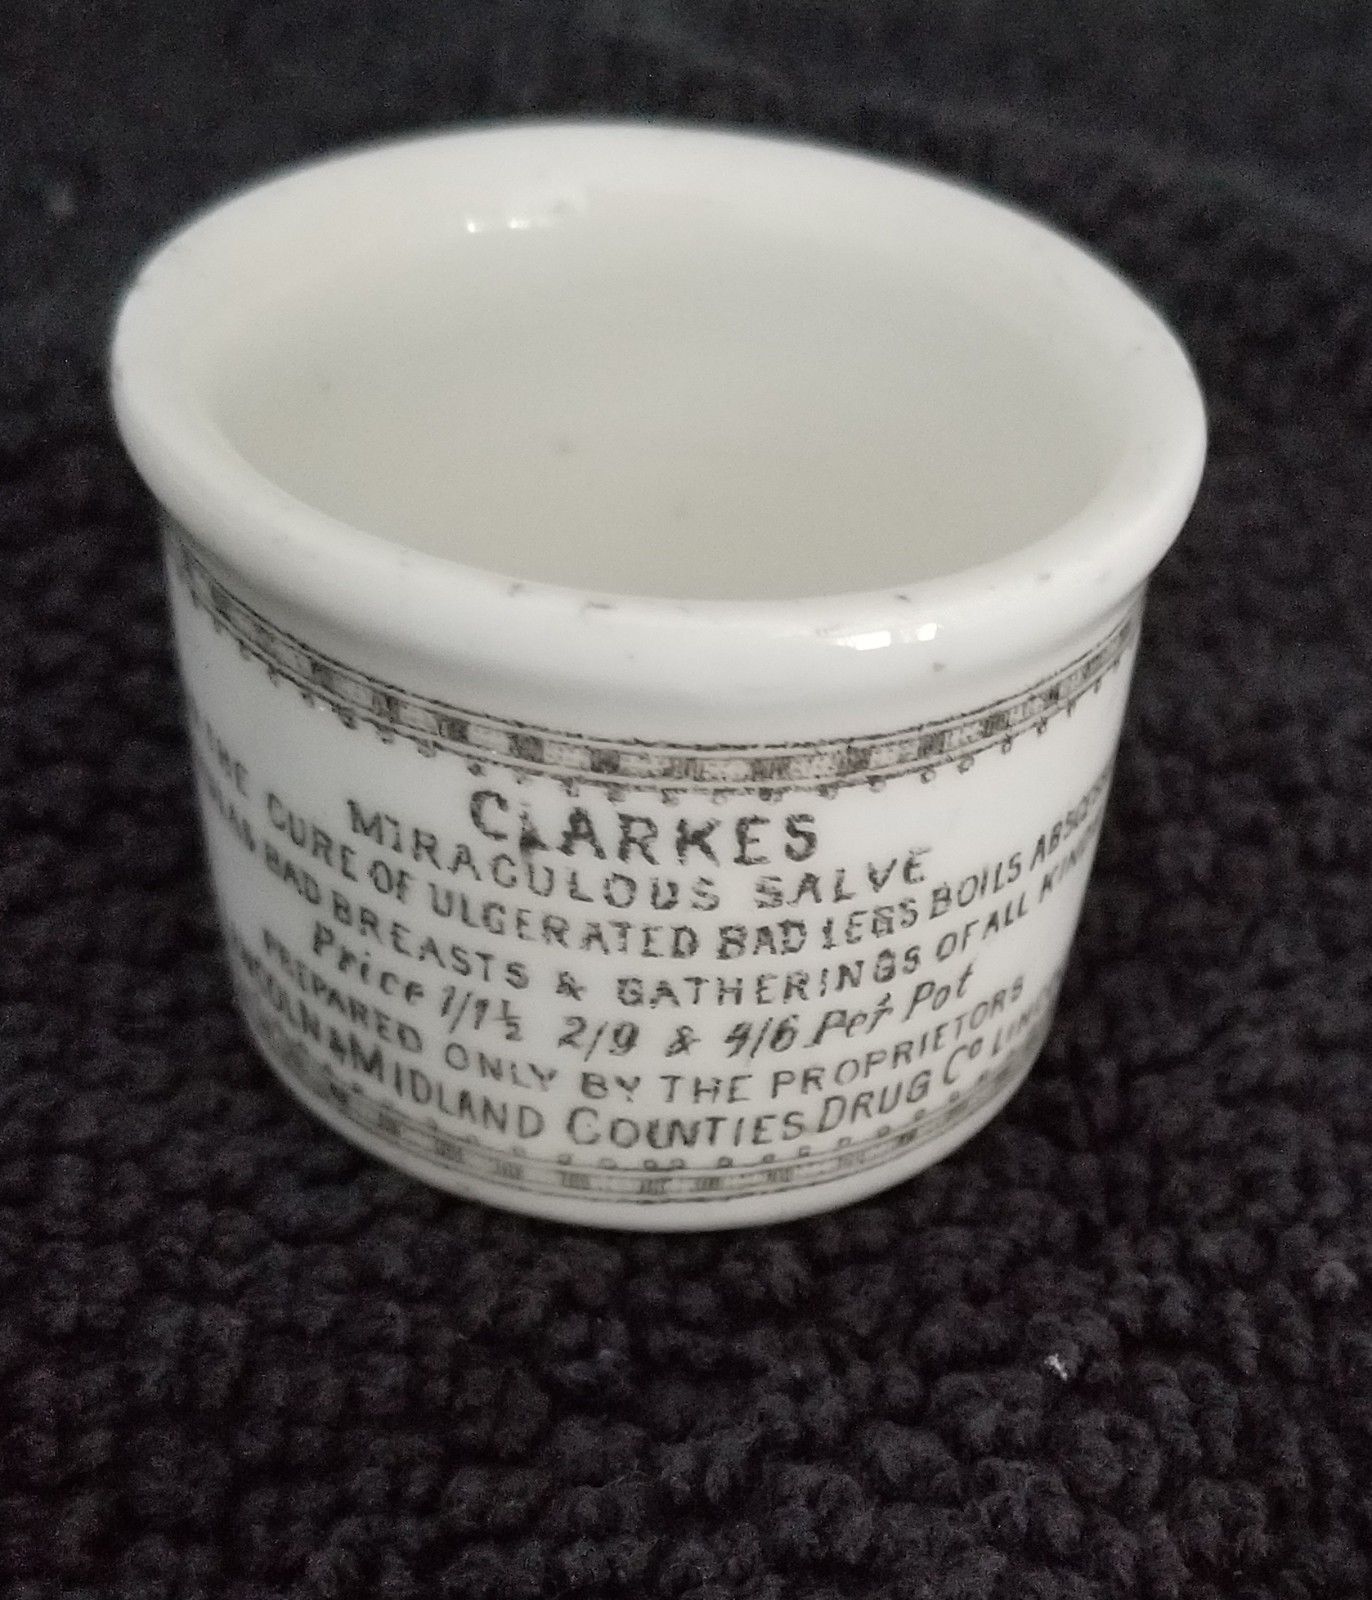 CLARKES
MIRACULOUS SALVE
THE CURE OF ULCERATED BAD LEGS BOILS
BAD BREASTS & GATHERINGS OF ALL
Price 1/1½ 2/9 & 4/6 Per Pot
PREPARED ONLY BY THE PROPRIETORS
& MIDLAND COUNTIES DRUG Co